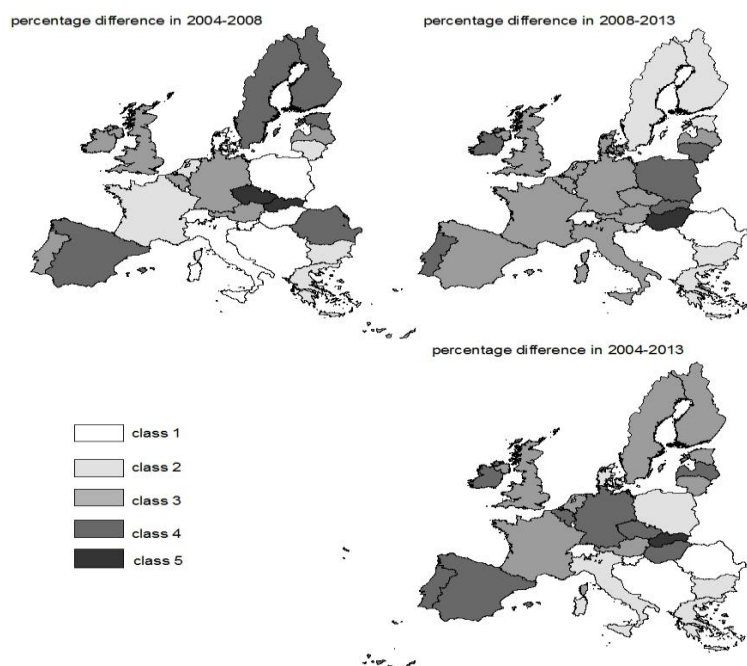 percentage difference in 2004-2008
percentage difference in 2008-2013
percentage difference in 2004-2013
class 1
class 2
class 3
class 4
class 5